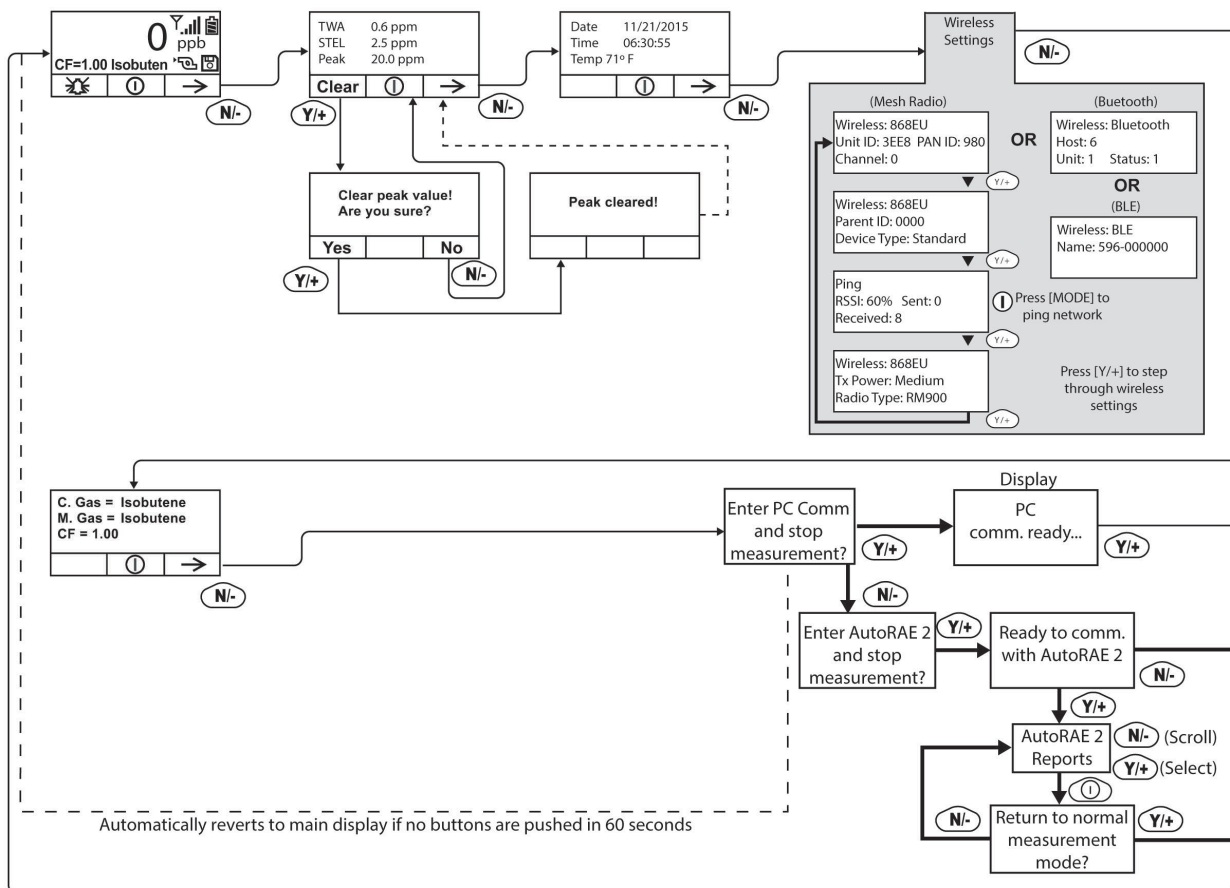 0
ppb
CF=1.00 Isobuten
N/-
TWA 0.6 ppm
STEL 2.5 ppm
Peak 20.0 ppm
Clear
Y/+
N/-
Date 11/21/2015
Time 06:30:55
Temp 71º F
N/-
Wireless
Settings
N/-
Clear peak value!
Are you sure?
Yes No
Y/+
N/-
Peak cleared!
(Mesh Radio)
Wireless: 868EU
Unit ID: 3EE8 PAN ID: 980
Channel: 0
Y/+
Wireless: 868EU
Parent ID: 0000
Device Type: Standard
Y/+
Ping
RSSI: 60% Sent: 0
Received: 8
Y/+
Wireless: 868EU
Tx Power: Medium
Radio Type: RM900
Y/+
OR
(Buetooth)
Wireless: Bluetooth
Host: 6
Unit: 1 Status: 1
OR
(BLE)
Wireless: BLE
Name: 596-000000
Press [MODE] to
ping network
Press [Y/+] to step
through wireless
settings
C. Gas = Isobutene
M. Gas = Isobutene
CF = 1.00
N/-
Enter PC Comm
and stop
measurement?
Y/+
N/-
Display
PC
comm. ready...
Y/+
Enter AutoRAE 2
and stop
measurement?
Y/+
Ready to comm.
with AutoRAE 2
N/-
Y/+
AutoRAE 2
Reports
N/- (Scroll)
Y/+ (Select)
Return to normal
measurement
mode?
N/-
Y/+
Automatically reverts to main display if no buttons are pushed in 60 seconds